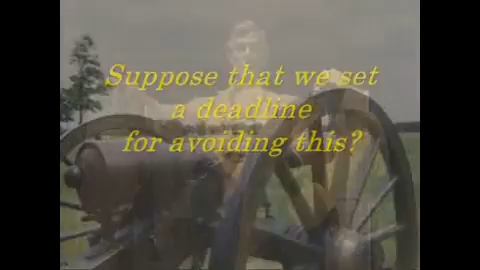 Suppose that we set
a deadline
for avoiding this?